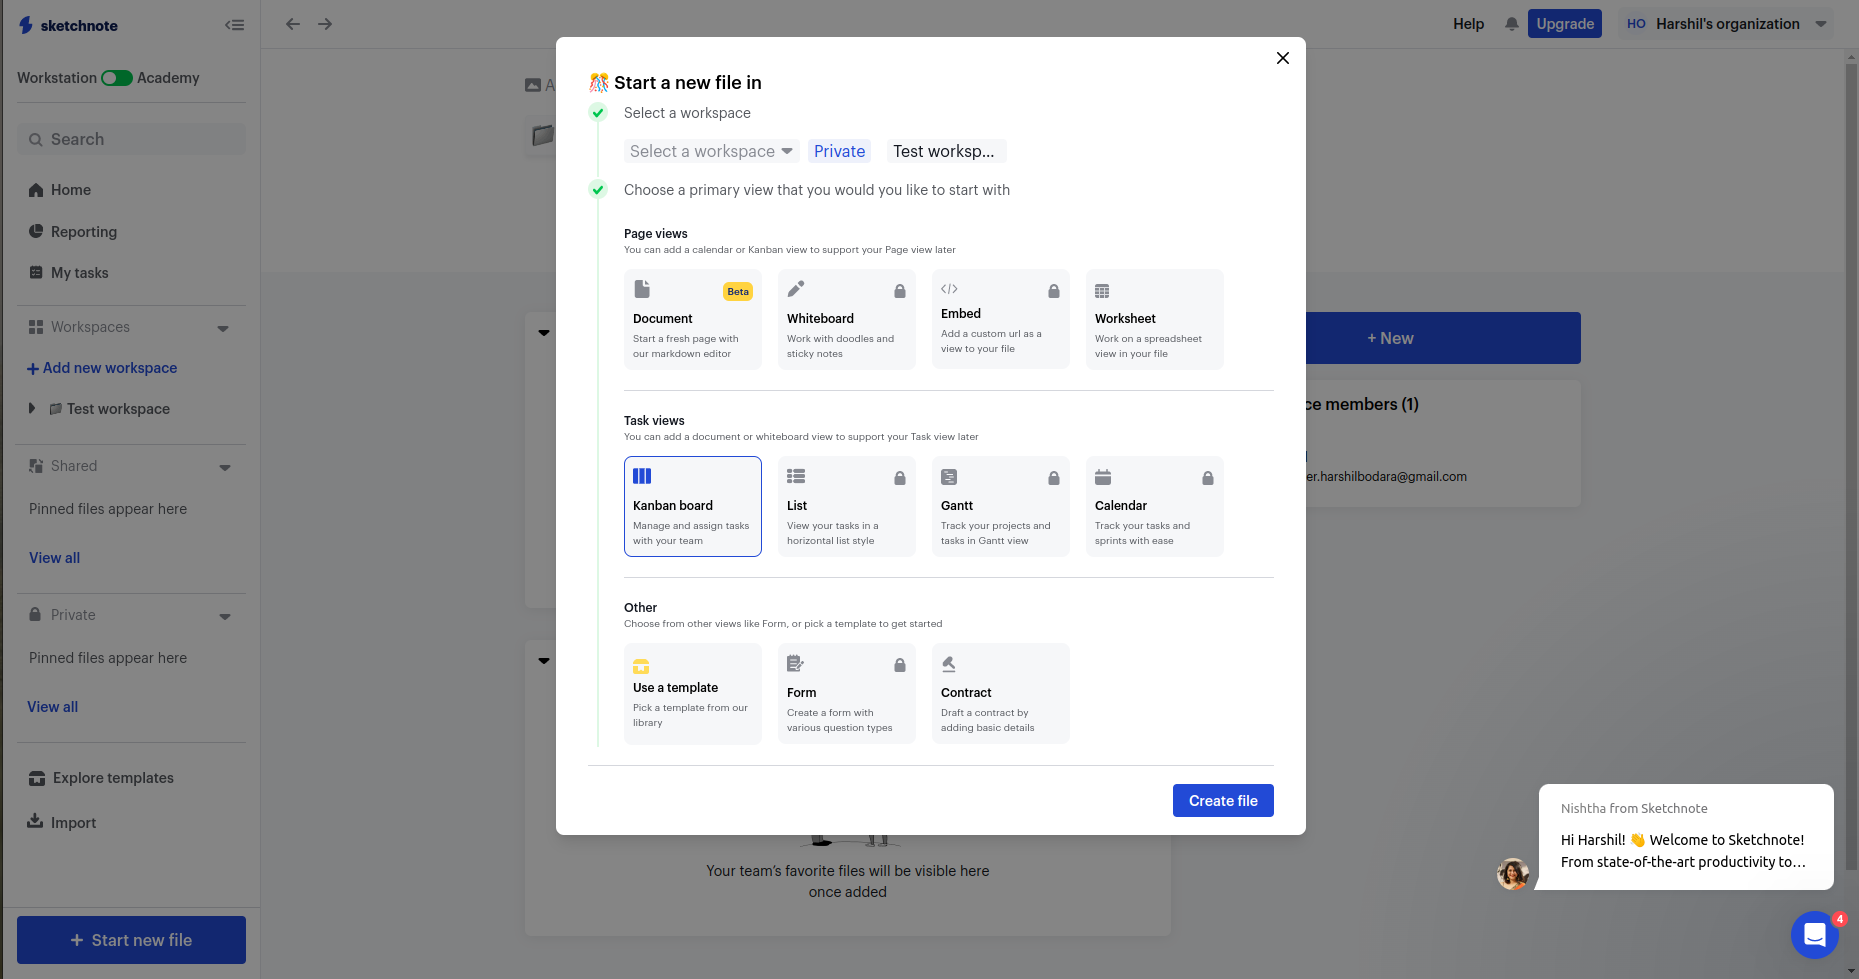 sketchnote
Workstation Academy
Search
Home
Reporting
My tasks
Workspaces
+ Add new workspace
Test workspace
Shared
Pinned files appear here
View all
Private
Pinned files appear here
View all
Explore templates
Import
+ Start new file
Help
Upgrade
HO Harshil's organization
🎊 Start a new file in
Select a workspace
Select a workspace Private Test worksp...
Choose a primary view that you would you like to start with
Page views
You can add a calendar or Kanban view to support your Page view later
Beta
Document
Start a fresh page with
our markdown editor
Whiteboard
Work with doodles and
sticky notes
</>
Embed
Add a custom url as a
view to your file
Worksheet
Work on a spreadsheet
view in your file
Task views
You can add a document or whiteboard view to support your Task view later
Kanban board
Manage and assign tasks
with your team
List
View your tasks in a
horizontal list style
Gantt
Track your projects and
tasks in Gantt view
Calendar
Track your tasks and
sprints with ease
Other
Choose from other views like Form, or pick a template to get started
Use a template
Pick a template from our
library
Form
Create a form with
various question types
Contract
Draft a contract by
adding basic details
Create file
+ New
ce members (1)
er.harshilbodara@gmail.com
Your team's favorite files will be visible here
once added
Nishtha from Sketchnote
Hi Harshil! 👋 Welcome to Sketchnote!
From state-of-the-art productivity to...
4